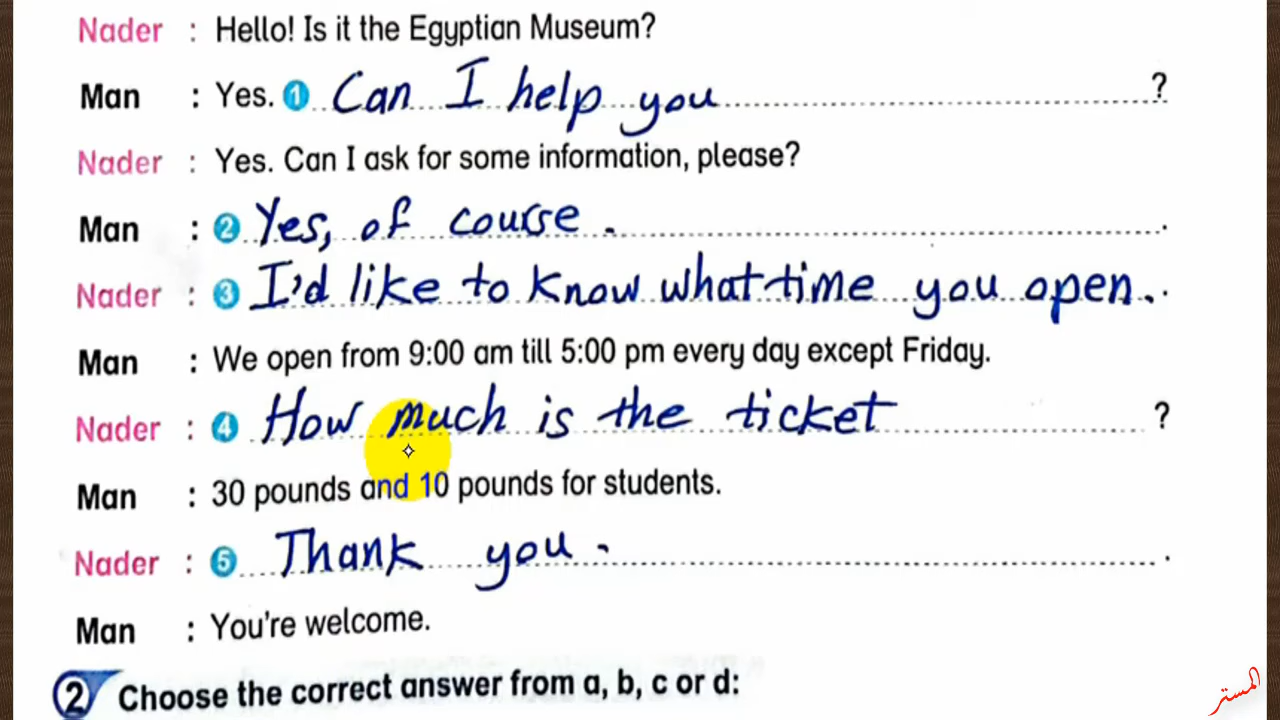 Nader : Hello! Is it the Egyptian Museum?
Man : Yes. 1 Can I help you ?
Nader : Yes. Can I ask for some information, please?
Man : 2 Yes, of course. .
Nader : 3 I'd like to know what time you open. .
Man : We open from 9:00 am till 5:00 pm every day except Friday.
Nader : 4 How much is the ticket ?
Man : 30 pounds and 10 pounds for students.
Nader : 5 Thank you. .
Man : You're welcome.
2 Choose the correct answer from a, b, c or d:
المستر